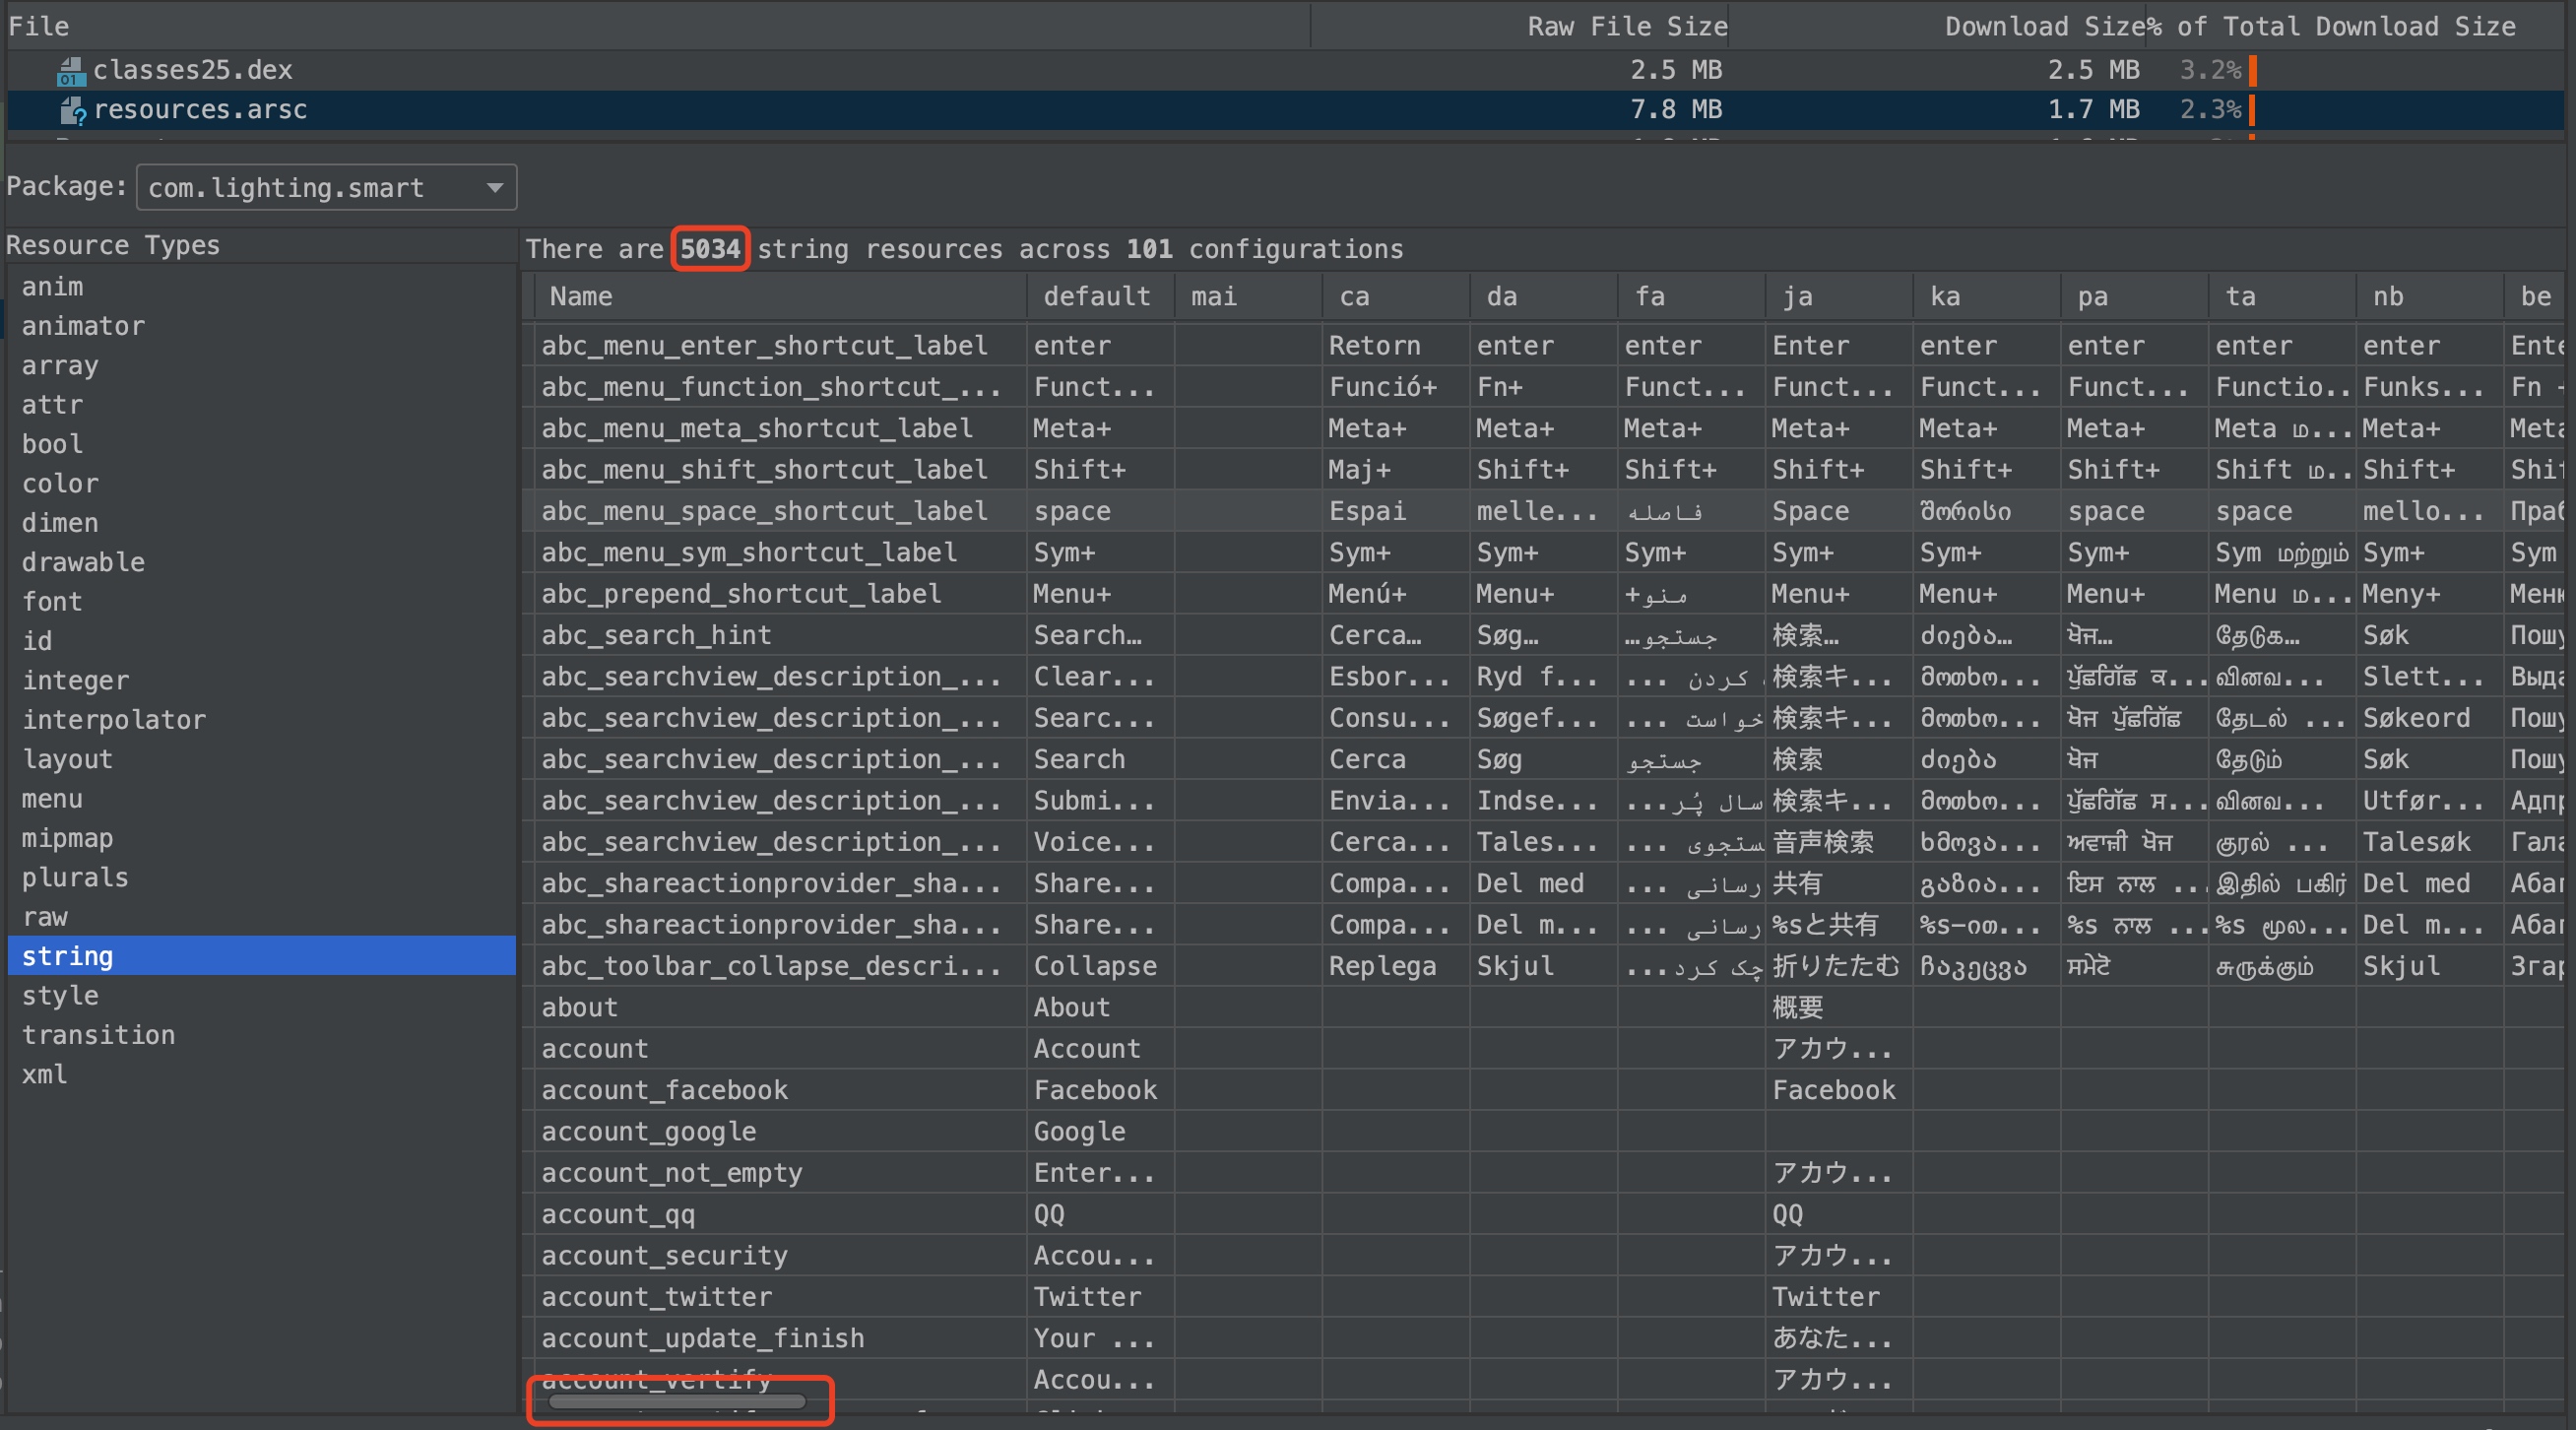 File Raw File Size Download Size % of Total Download Size
classes25.dex 2.5 MB 2.5 MB 3.2%
resources.arsc 7.8 MB 1.7 MB 2.3%
Package: com.lighting.smart
Resource Types
anim
animator
array
attr
bool
color
dimen
drawable
font
id
integer
interpolator
layout
menu
mipmap
plurals
raw
string
style
transition
xml
There are 5034 string resources across 101 configurations
Name default mai ca da fa ja ka pa ta nb be
abc_menu_enter_shortcut_label enter Retorn enter enter Enter enter enter enter enter Ente
abc_menu_function_shortcut_... Funct... Funció+ Fn+ Funct... Funct... Funct... Funct... Functio.. Funks... Fn
abc_menu_meta_shortcut_label Meta+ Meta+ Meta+ Meta+ Meta+ Meta+ Meta+ Meta ம... Meta+ Meta
abc_menu_shift_shortcut_label Shift+ Maj+ Shift+ Shift+ Shift+ Shift+ Shift+ Shift ம.. Shift+ Shif
abc_menu_space_shortcut_label space Espai melle... فاصله Space შორისი space space mello... Праб
abc_menu_sym_shortcut_label Sym+ Sym+ Sym+ Sym+ Sym+ Sym+ Sym+ Sym மற்றும் Sym+ Sym
abc_prepend_shortcut_label Menu+ Menú+ Menu+ منو+ Menu+ Menu+ Menu+ Menu ம... Meny+ Меню
abc_search_hint Search… Cerca… Søg… جستجو… 検索… ძიება… ਖੋਜ… தேடுக… Søk Пошу
abc_searchview_description_... Clear... Esbor... Ryd f... کردن ... 検索キ... მოთხო... ਪੁੱਛਗਿੱਛ ਕ... வினவ... Slett... Выда
abc_searchview_description_... Searc... Consu... Søgef... خواست ... 検索キ... მოთხო... ਖੋਜ ਪੁੱਛਗਿੱਛ தேடல் ... Søkeord Пошу
abc_searchview_description_... Search Cerca Søg جستجو 検索 ძიება ਖੋਜ தேடும் Søk Пошу
abc_searchview_description_... Submi... Envia... Indse... سال پُر... 検索キ... მოთხო... ਪੁੱਛਗਿੱਛ ਸ... வினவ... Utfør... Адпр
abc_searchview_description_... Voice... Cerca... Tales... ستجوی ... 音声検索 ხმოვა... ਅਵਾਜ਼ੀ ਖੋਜ குரல் ... Talesøk Гала
abc_shareactionprovider_sha... Share... Compa... Del med رسانی ... 共有 გაზია... ਇਸ ਨਾਲ ... இதில் பகிர் Del med Абаг
abc_shareactionprovider_sha... Share... Compa... Del m... رسانی ... %sと共有 %s-ით... %s ਨਾਲ ... %s மூல... Del m... Абаг
abc_toolbar_collapse_descri... Collapse Replega Skjul چک کرد... 折りたたむ ჩაკეცვა ਸਮੇਟੋ சுருக்கும் Skjul Згар
about About 概要
account Account アカウ...
account_facebook Facebook Facebook
account_google Google
account_not_empty Enter... アカウ...
account_qq QQ QQ
account_security Accou... アカウ...
account_twitter Twitter Twitter
account_update_finish Your ... あなた...
account_vertify Accou... アカウ...